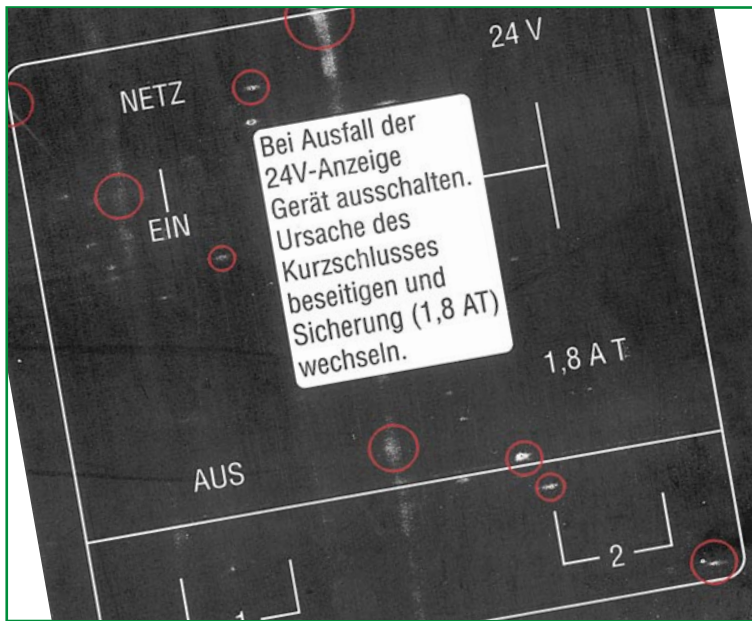 24 V
NETZ
Bei Ausfall der
24V-Anzeige
Gerät ausschalten.
Ursache des
Kurzschlusses
beseitigen und
Sicherung (1,8 AT)
wechseln.
EIN
1,8 A T
AUS
2
1